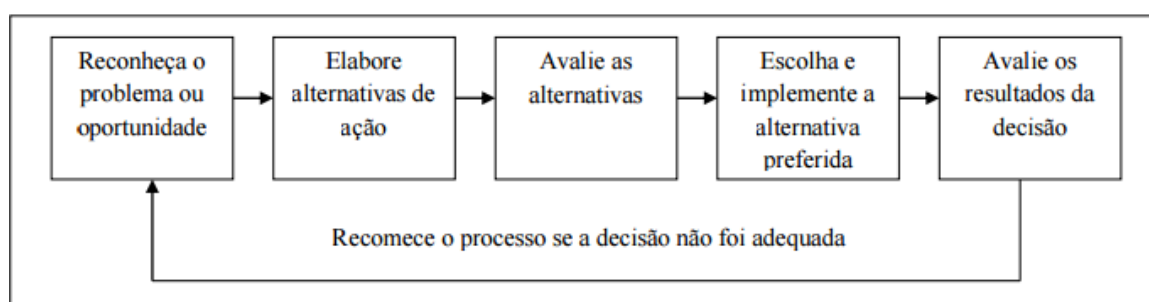 Reconheça o
problema ou
oportunidade
Elabore
alternativas de
ação
Avalie as
alternativas
Escolha e
implemente a
alternativa
preferida
Avalie os
resultados da
decisão
Recomece o processo se a decisão não foi adequada